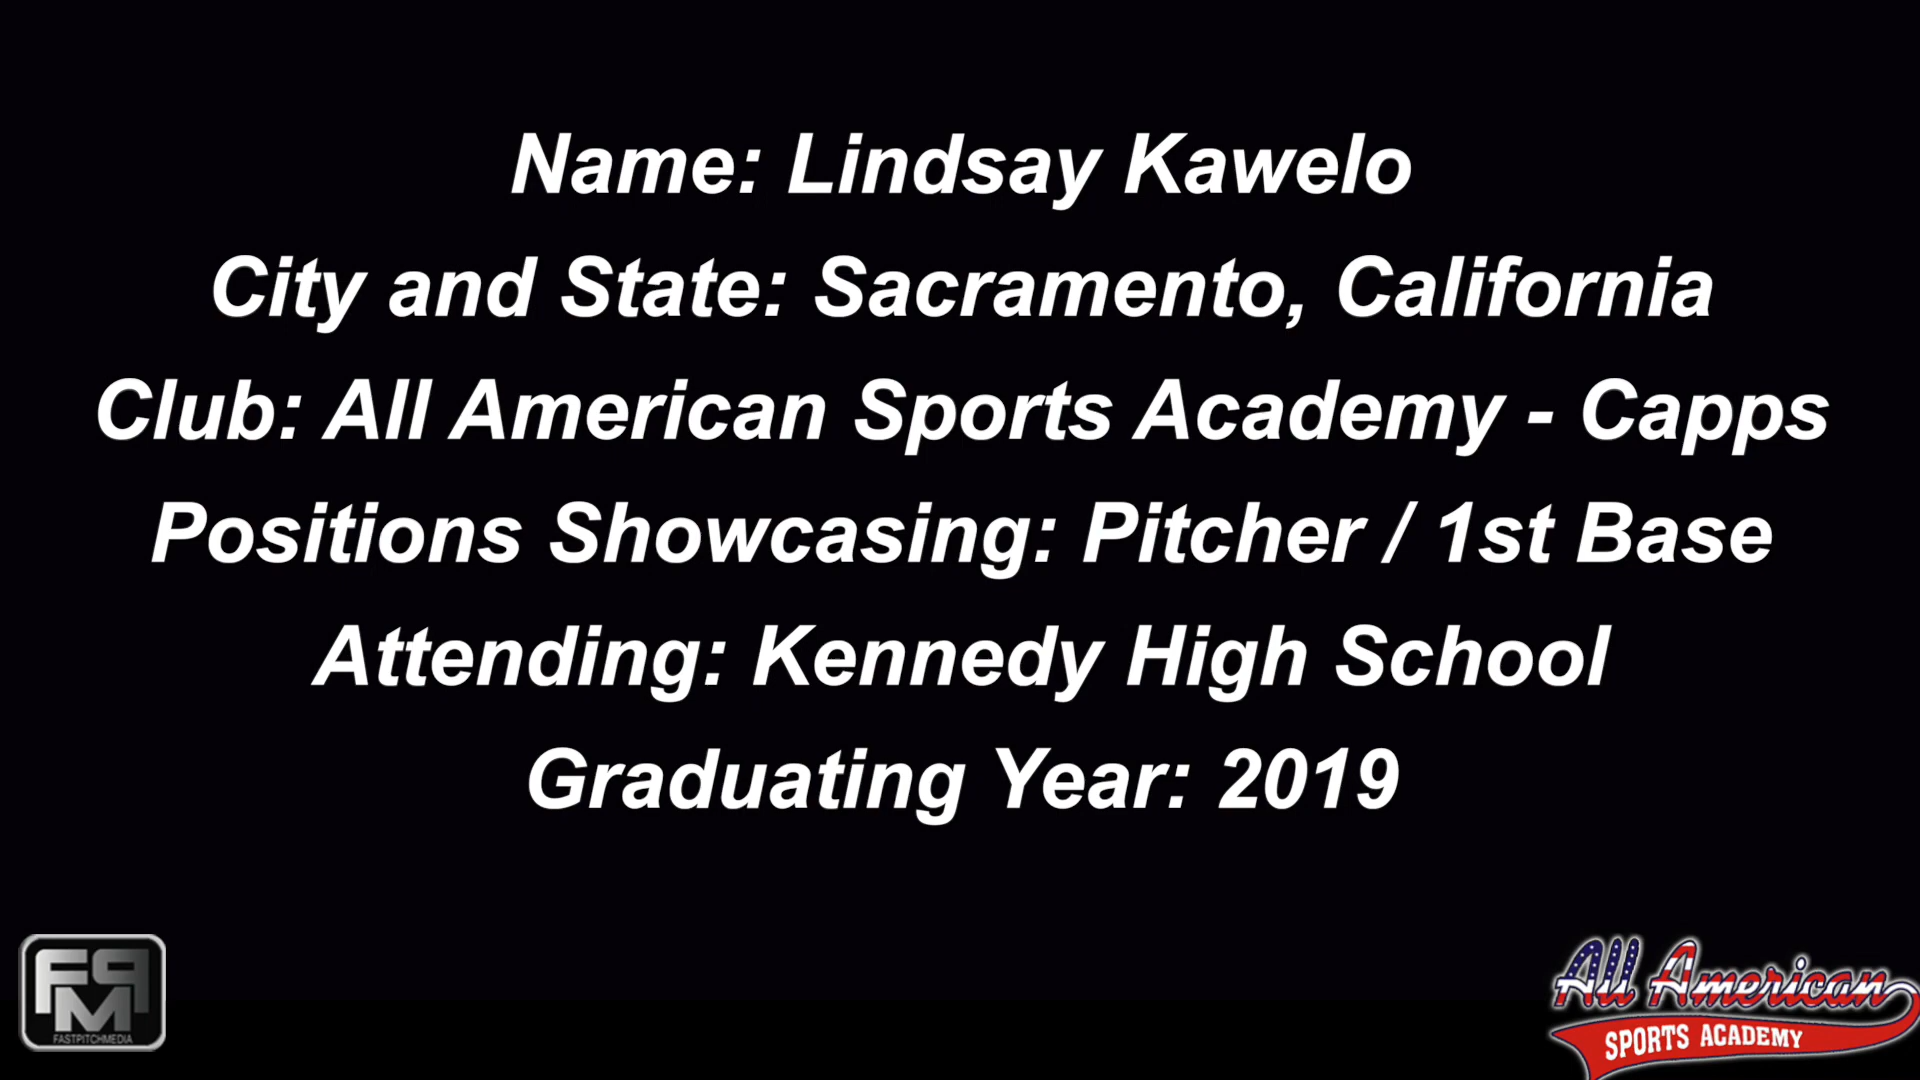 Name: Lindsay Kawelo
City and State: Sacramento, California
Club: All American Sports Academy - Capps
Positions Showcasing: Pitcher / 1st Base
Attending: Kennedy High School
Graduating Year: 2019
FPM
FASTPITCHMEDIA
All American
SPORTS ACADEMY